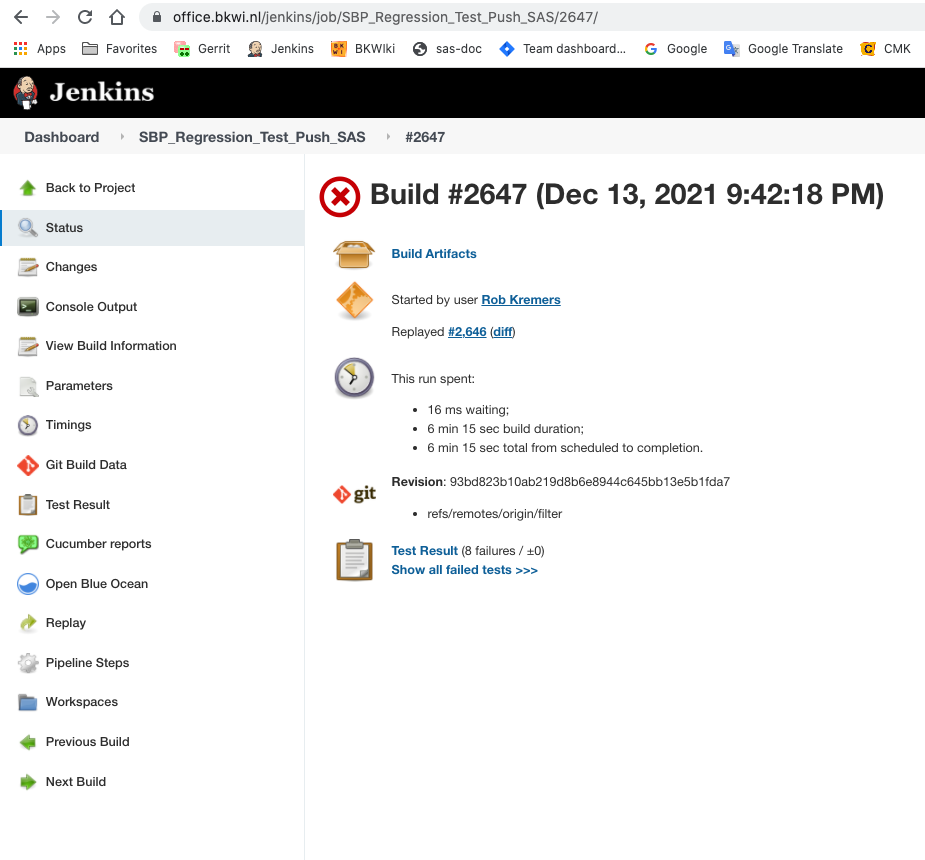 office.bkwi.nl/jenkins/job/SBP_Regression_Test_Push_SAS/2647/
Apps Favorites Gerrit Jenkins BKWIki sas-doc Team dashboard... Google Google Translate CMK
Jenkins
Dashboard SBP_Regression_Test_Push_SAS #2647
Back to Project
Status
Changes
Console Output
View Build Information
Parameters
Timings
Git Build Data
Test Result
Cucumber reports
Open Blue Ocean
Replay
Pipeline Steps
Workspaces
Previous Build
Next Build
Build #2647 (Dec 13, 2021 9:42:18 PM)
Build Artifacts
Started by user Rob Kremers
Replayed #2,646 (diff)
This run spent:
• 16 ms waiting;
• 6 min 15 sec build duration;
• 6 min 15 sec total from scheduled to completion.
git
Revision: 93bd823b10ab219d8b6e8944c645bb13e5b1fda7
• refs/remotes/origin/filter
Test Result (8 failures / ±0)
Show all failed tests >>>